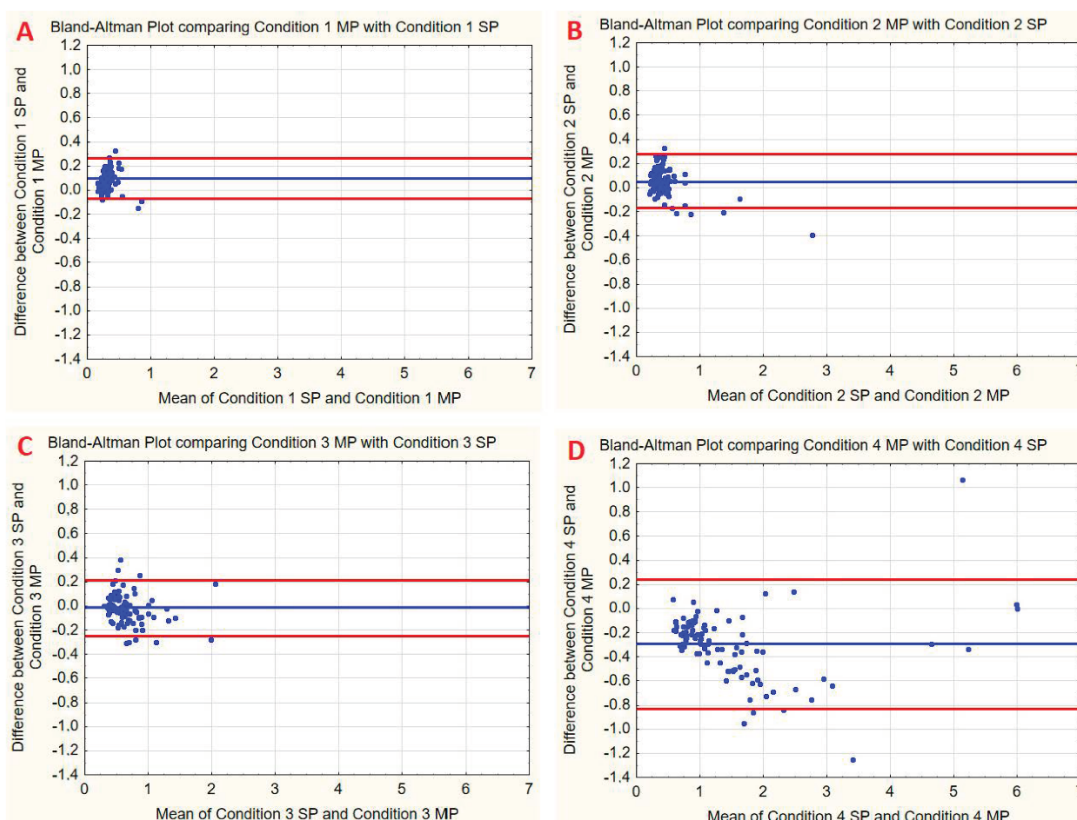 A
Bland-Altman Plot comparing Condition 1 MP with Condition 1 SP
Difference between Condition 1 SP and
Condition 1 MP
1.2
1.0
0.8
0.6
0.4
0.2
0.0
-0.2
-0.4
-0.6
-0.8
-1.0
-1.2
-1.4
0 1 2 3 4 5 6 7
Mean of Condition 1 SP and Condition 1 MP
B
Bland-Altman Plot comparing Condition 2 MP with Condition 2 SP
Difference between Condition 2 SP and
Condition 2 MP
1.2
1.0
0.8
0.6
0.4
0.2
0.0
-0.2
-0.4
-0.6
-0.8
-1.0
-1.2
-1.4
0 1 2 3 4 5 6 7
Mean of Condition 2 SP and Condition 2 MP
C
Bland-Altman Plot comparing Condition 3 MP with Condition 3 SP
Difference between Condition 3 SP and
Condition 3 MP
1.2
1.0
0.8
0.6
0.4
0.2
0.0
-0.2
-0.4
-0.6
-0.8
-1.0
-1.2
-1.4
0 1 2 3 4 5 6 7
Mean of Condition 3 SP and Condition 3 MP
D
Bland-Altman Plot comparing Condition 4 MP with Condition 4 SP
Difference between Condition 4 SP and
Condition 4 MP
1.2
1.0
0.8
0.6
0.4
0.2
0.0
-0.2
-0.4
-0.6
-0.8
-1.0
-1.2
-1.4
0 1 2 3 4 5 6 7
Mean of Condition 4 SP and Condition 4 MP